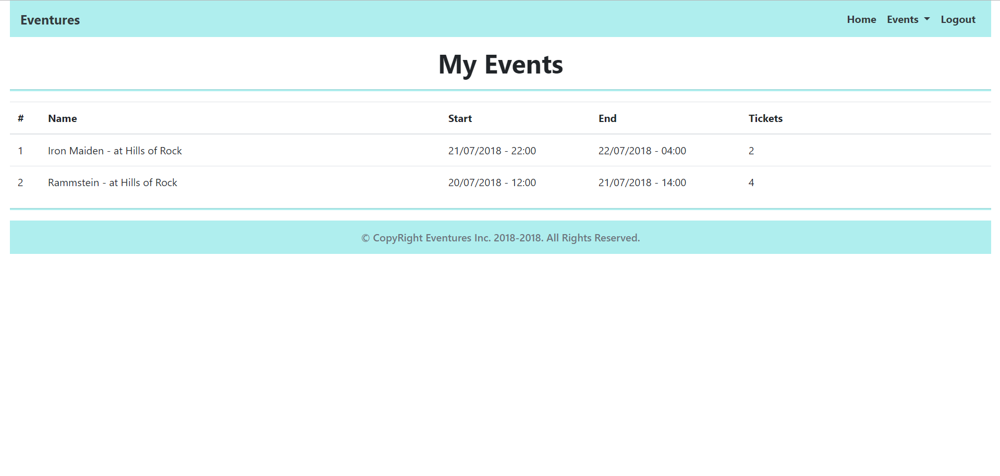 Eventures Home Events Logout
My Events
# Name Start End Tickets
1 Iron Maiden - at Hills of Rock 21/07/2018 - 22:00 22/07/2018 - 04:00 2
2 Rammstein - at Hills of Rock 20/07/2018 - 12:00 21/07/2018 - 14:00 4
© CopyRight Eventures Inc. 2018-2018. All Rights Reserved.